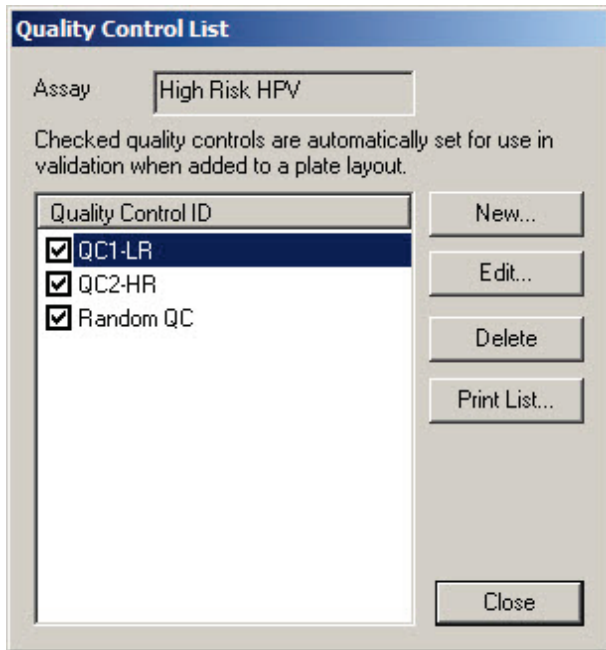 Quality Control List
Assay High Risk HPV
Checked quality controls are automatically set for use in
validation when added to a plate layout.
Quality Control ID
QC1-LR
QC2-HR
Random QC
New...
Edit...
Delete
Print List...
Close